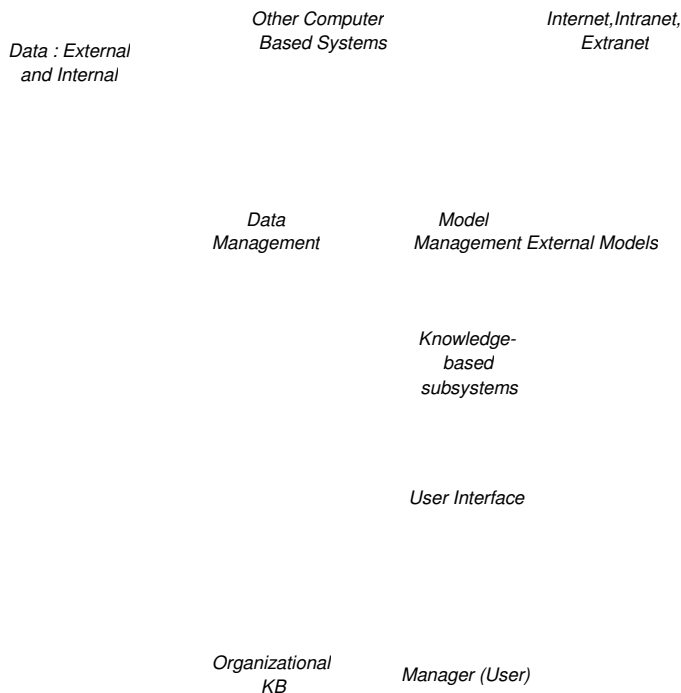 Other Computer
Based Systems
Internet,Intranet,
Extranet
Data : External
and Internal
Data
Management
Model
Management External Models
Knowledge-
based
subsystems
User Interface
Organizational
KB
Manager (User)